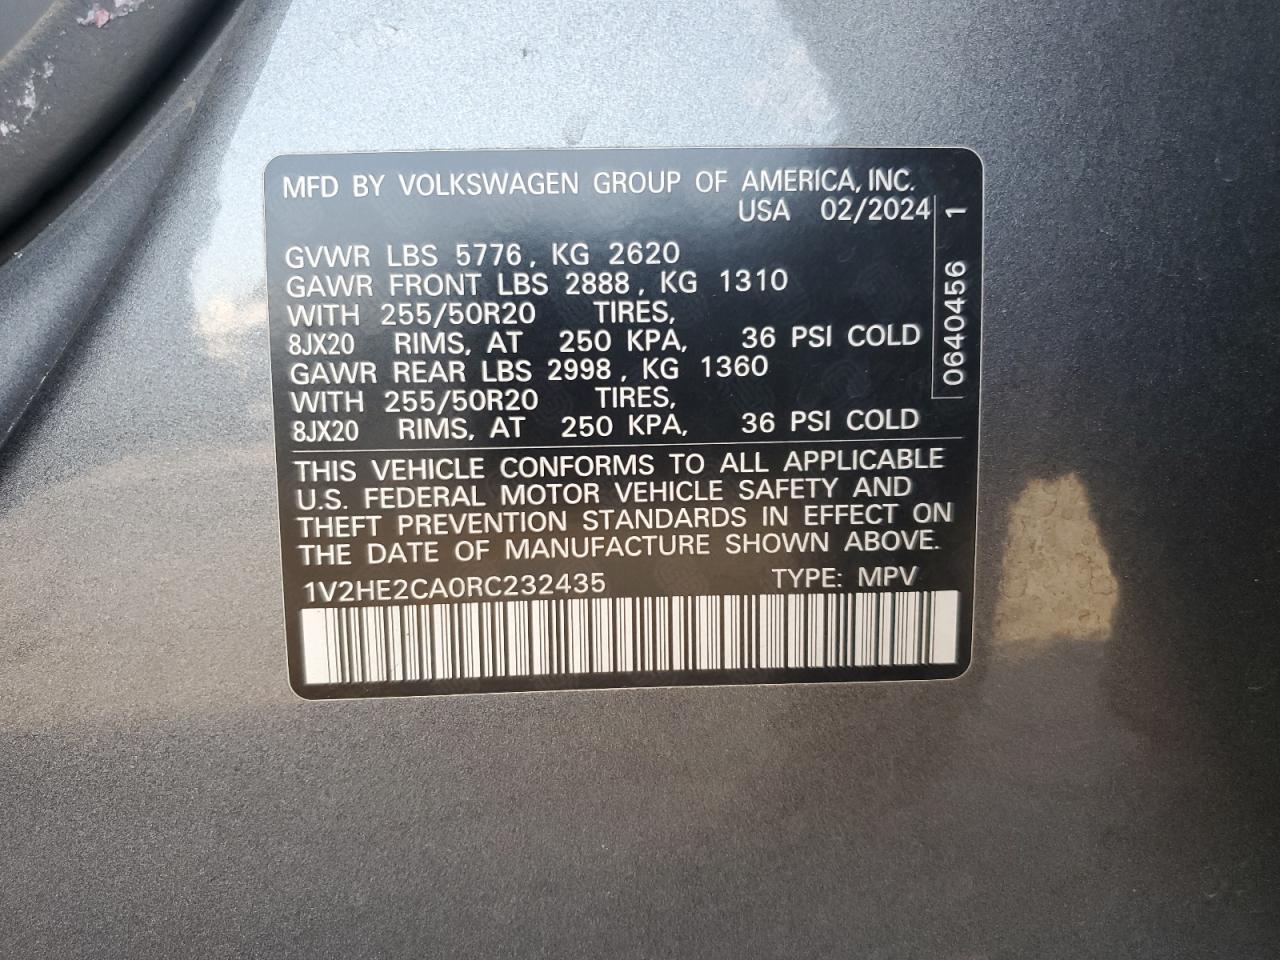 MFD BY VOLKSWAGEN GROUP OF AMERICA, INC.
USA 02/2024
GVWR LBS 5776, KG 2620
GAWR FRONT LBS 2888, KG 1310
WITH 255/50R20 TIRES,
8JX20 RIMS, AT 250 KPA, 36 PSI COLD
GAWR REAR LBS 2998, KG 1360
WITH 255/50R20 TIRES,
8JX20 RIMS, AT 250 KPA, 36 PSI COLD
THIS VEHICLE CONFORMS TO ALL APPLICABLE
U.S. FEDERAL MOTOR VEHICLE SAFETY AND
THEFT PREVENTION STANDARDS IN EFFECT ON
THE DATE OF MANUFACTURE SHOWN ABOVE.
1V2HE2CA0RC232435 TYPE: MPV
0640456 1